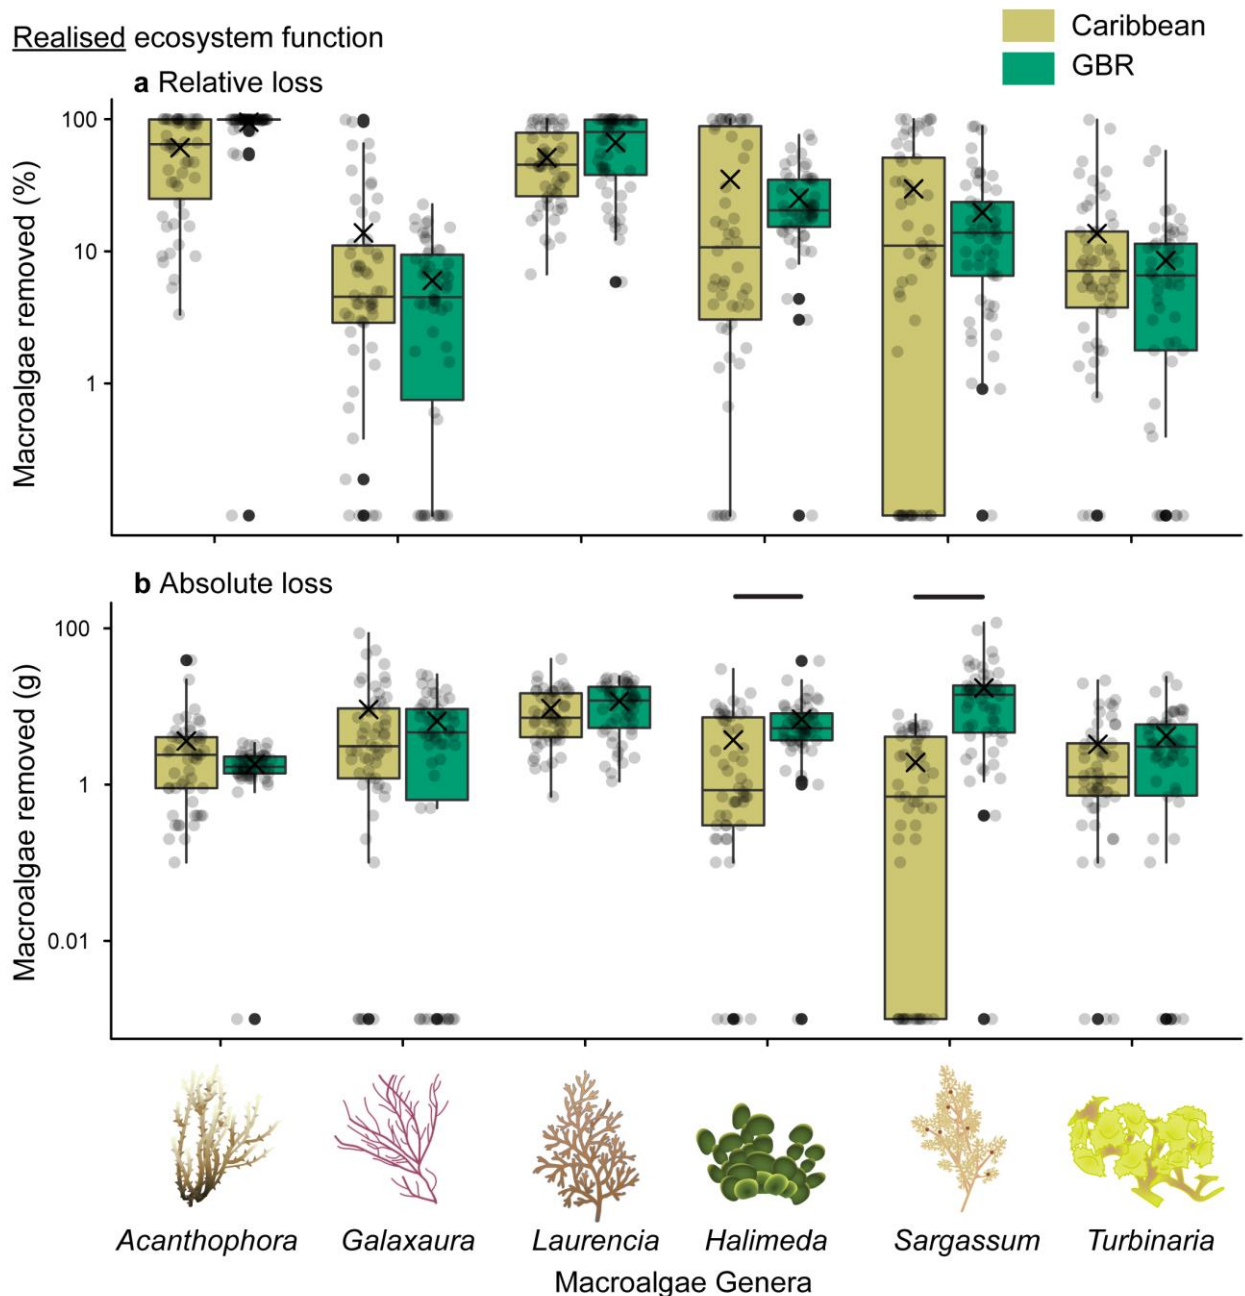 Realised ecosystem function
Caribbean
GBR
a Relative loss
Macroalgae removed (%)
100
10
1
b Absolute loss
Macroalgae removed (g)
100
1
0.01
Acanthophora Galaxaura Laurencia Halimeda Sargassum Turbinaria
Macroalgae Genera